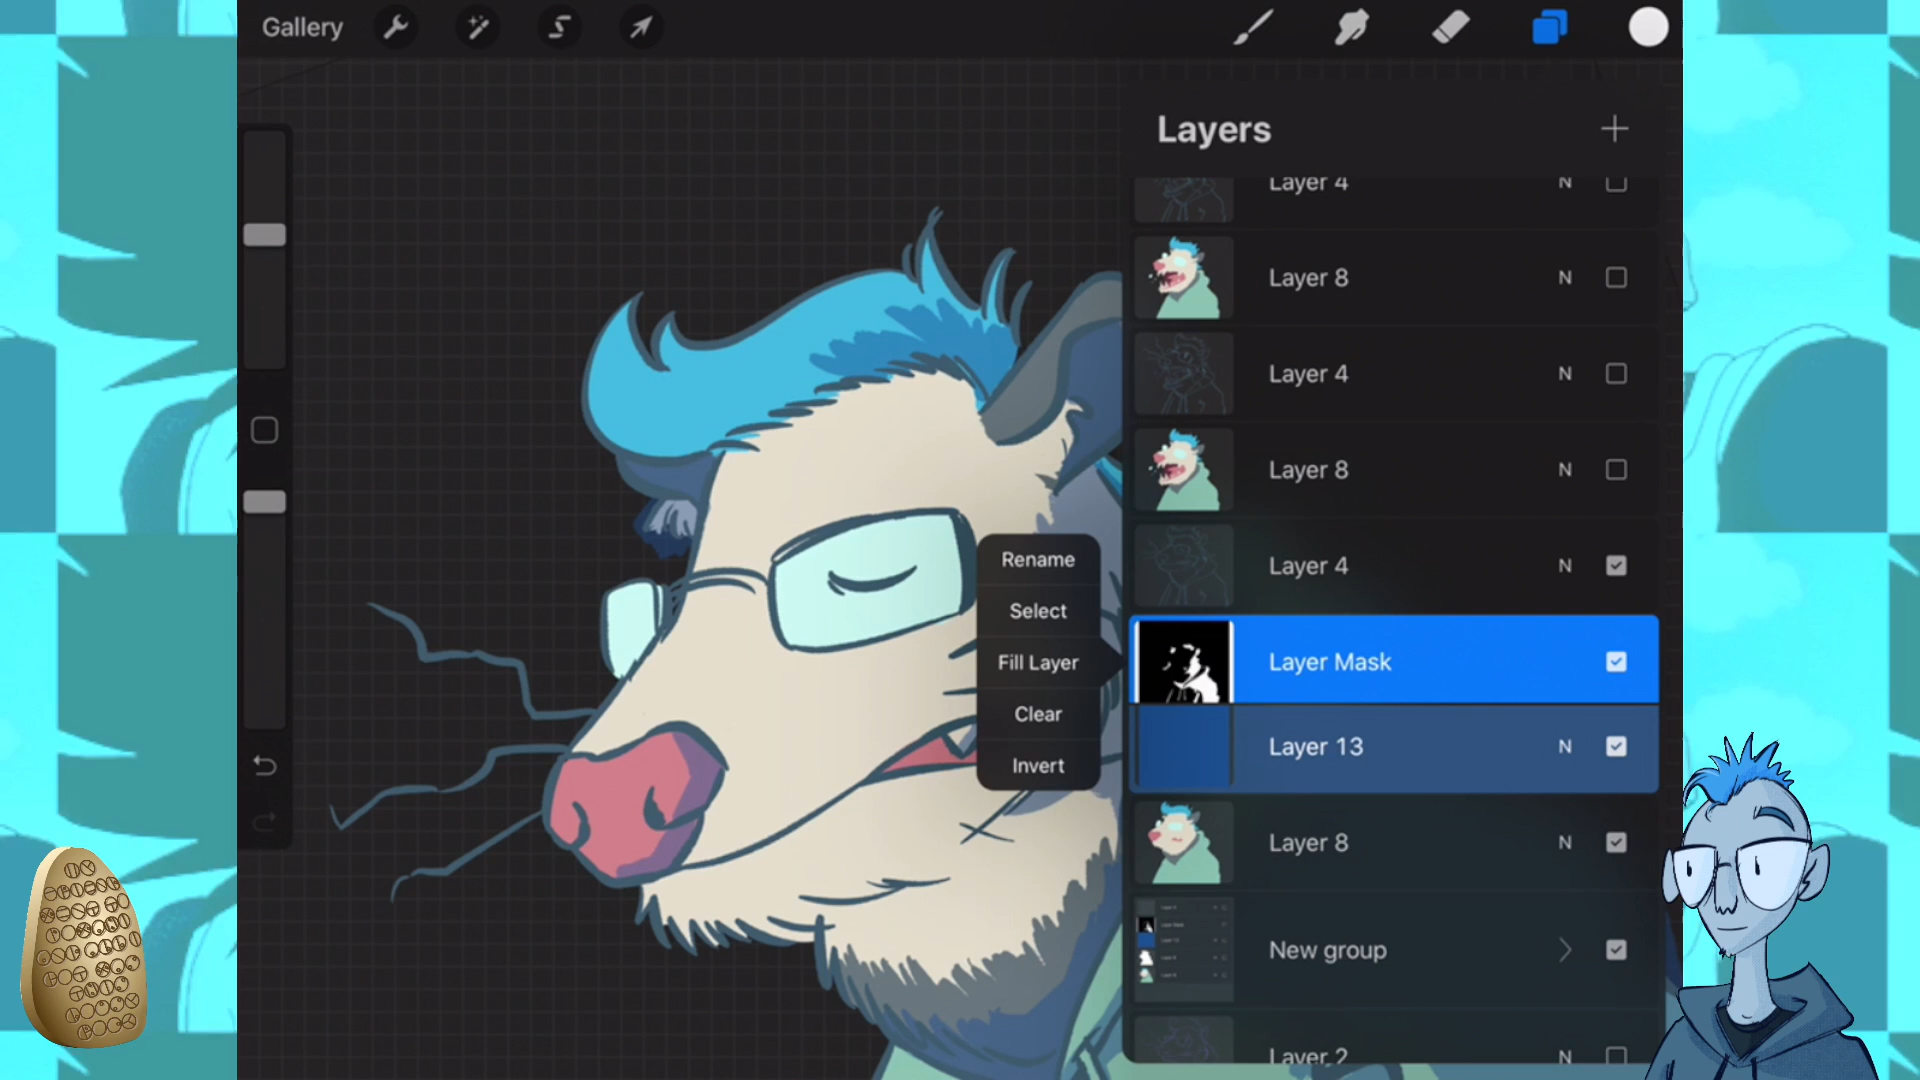 Gallery
Layers
Layer 4 N
Layer 8 N
Layer 4 N
Layer 8 N
Layer 4 N
Layer Mask
Layer 13 N
Layer 8 N
New group
Layer 2 N
Rename
Select
Fill Layer
Clear
Invert